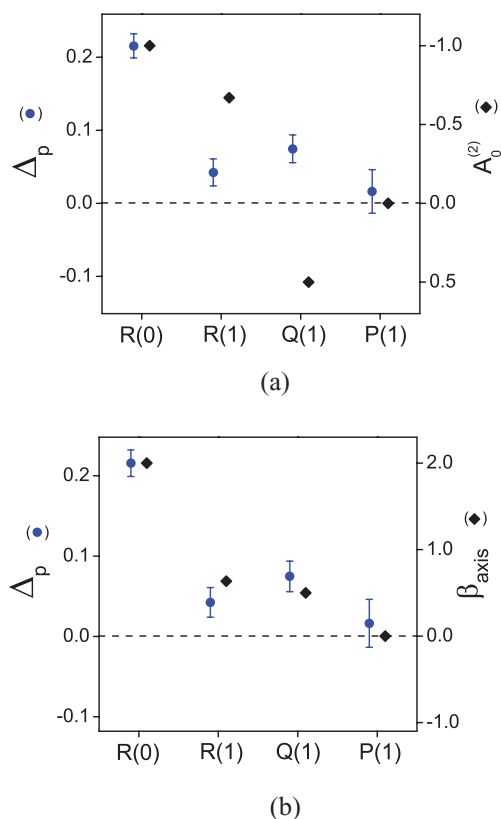 0.2
0.1
0.0
-0.1
Δp (●)
-1.0
-0.5
0.0
0.5
A0(2) (◆)
R(0) R(1) Q(1) P(1)
(a)
0.2
0.1
0.0
-0.1
Δp (●)
2.0
1.0
0.0
-1.0
βaxis (◆)
R(0) R(1) Q(1) P(1)
(b)